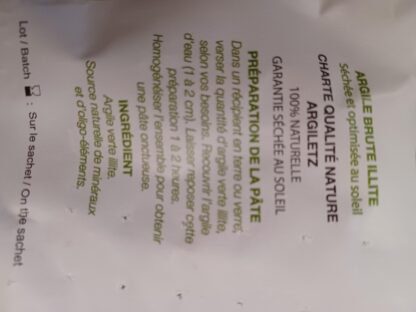 ARGILE BRUTE ILLITE
Séchée et optimisée au soleil
CHARTE QUALITÉ NATURE
ARGILETZ
100% NATURELLE
GARANTIE SÉCHÉE AU SOLEIL
PRÉPARATION DE LA PÂTE
Dans un récipient en terre ou verre,
verser la quantité d'argile verte illite,
selon vos besoins. Recouvrir l'argile
d'eau (1 à 2 cm). Laisser reposer cette
préparation 1 à 2 heures.
Homogénéiser l'ensemble pour obtenir
une pâte onctueuse.
INGRÉDIENT
Argile verte illite.
Source naturelle de minéraux
et d'oligo-éléments.
Lot / Batch : Sur le sachet / On the sachet